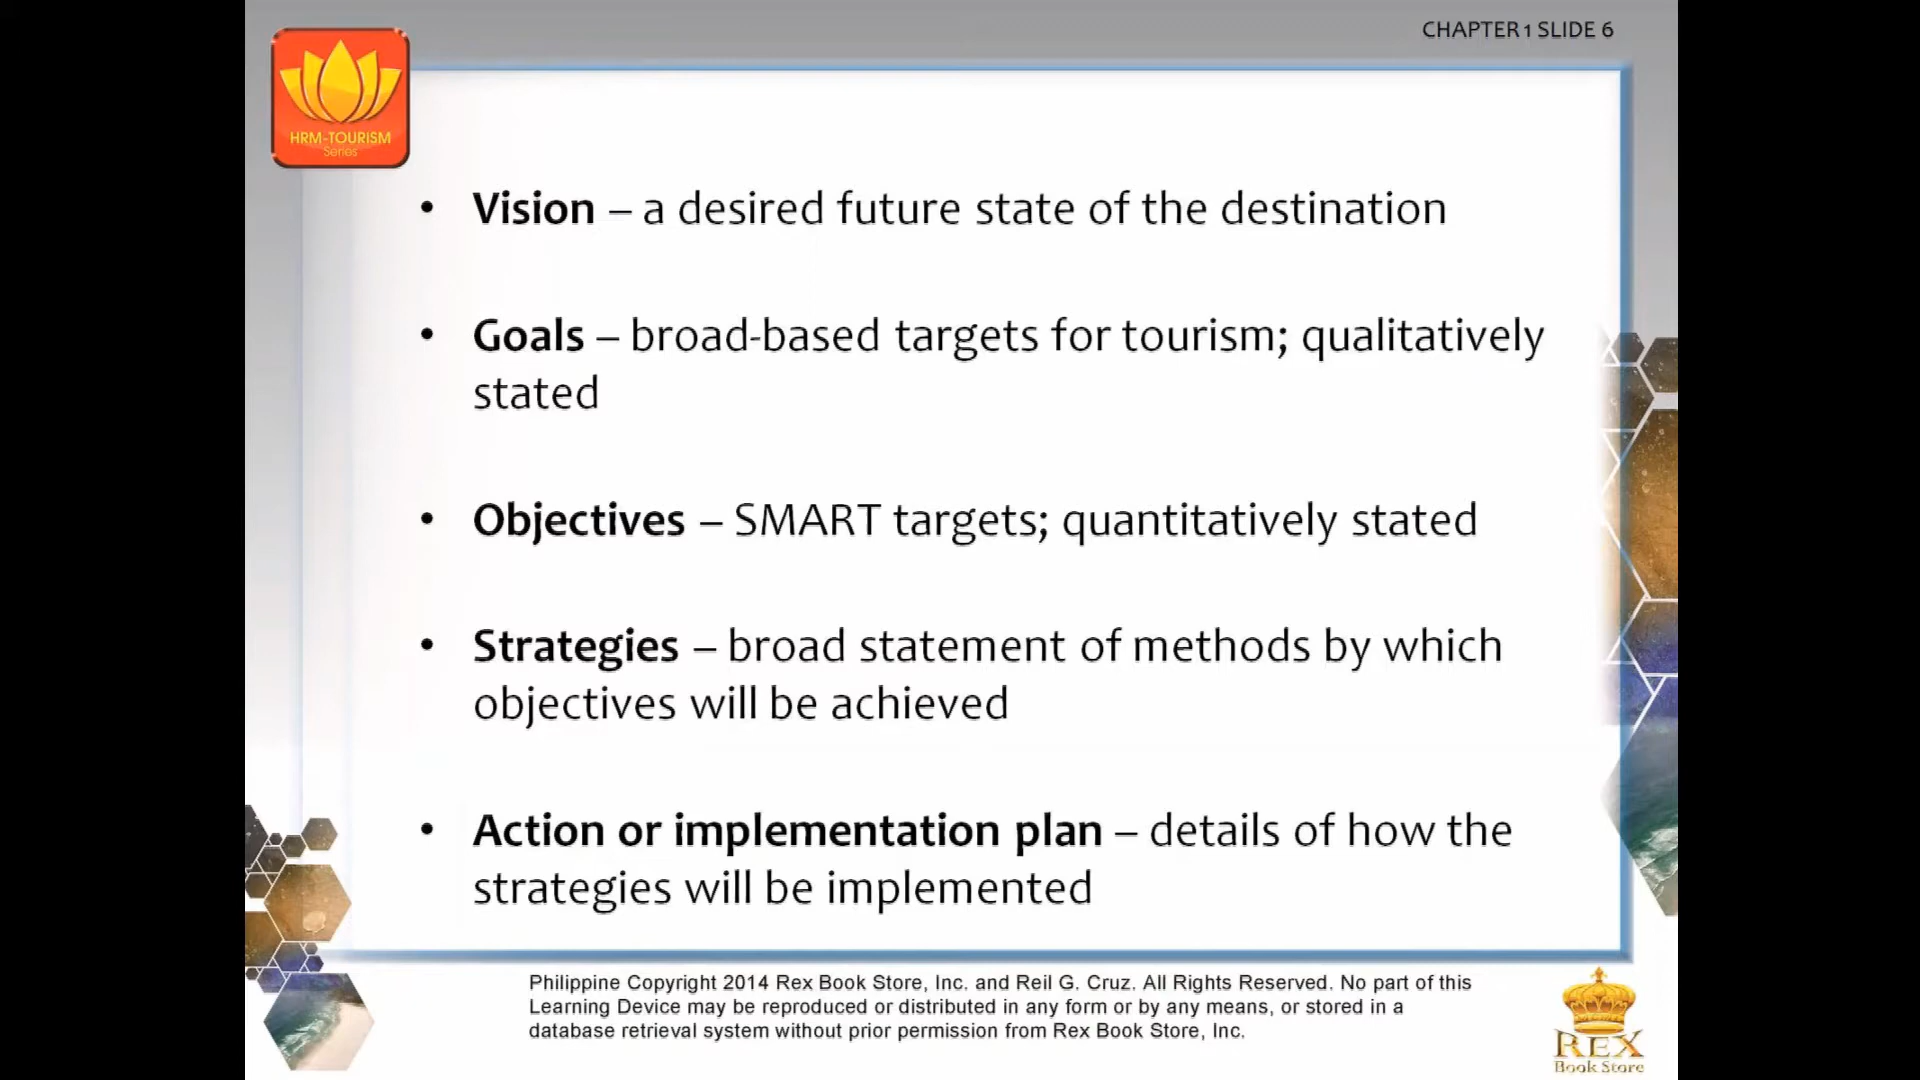 CHAPTER 1 SLIDE 6
HRM-TOURISM
Series
• Vision – a desired future state of the destination
• Goals – broad-based targets for tourism; qualitatively
stated
• Objectives – SMART targets; quantitatively stated
• Strategies – broad statement of methods by which
objectives will be achieved
• Action or implementation plan – details of how the
strategies will be implemented
Philippine Copyright 2014 Rex Book Store, Inc. and Reil G. Cruz. All Rights Reserved. No part of this
Learning Device may be reproduced or distributed in any form or by any means, or stored in a
database retrieval system without prior permission from Rex Book Store, Inc.
REX
Book Store